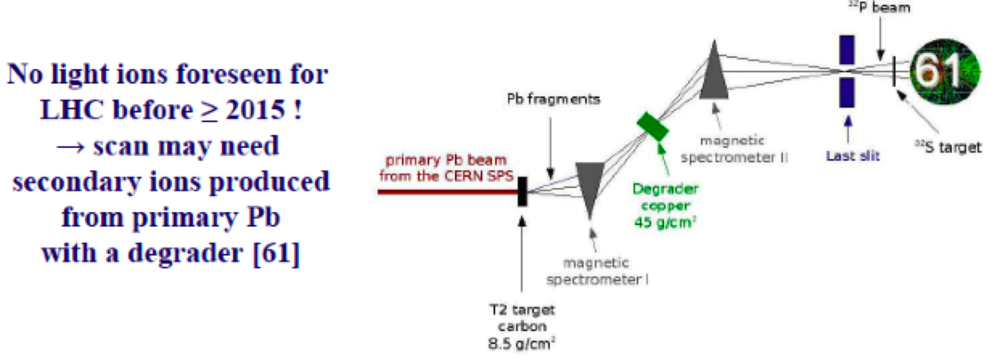 No light ions foreseen for
LHC before ≥ 2015 !
→ scan may need
secondary ions produced
from primary Pb
with a degrader [61]
³²P beam
61
Pb fragments
magnetic
spectrometer II
Last slit
³²S target
primary Pb beam
from the CERN SPS
Degrader
copper
45 g/cm²
magnetic
spectrometer I
T2 target
carbon
8.5 g/cm²